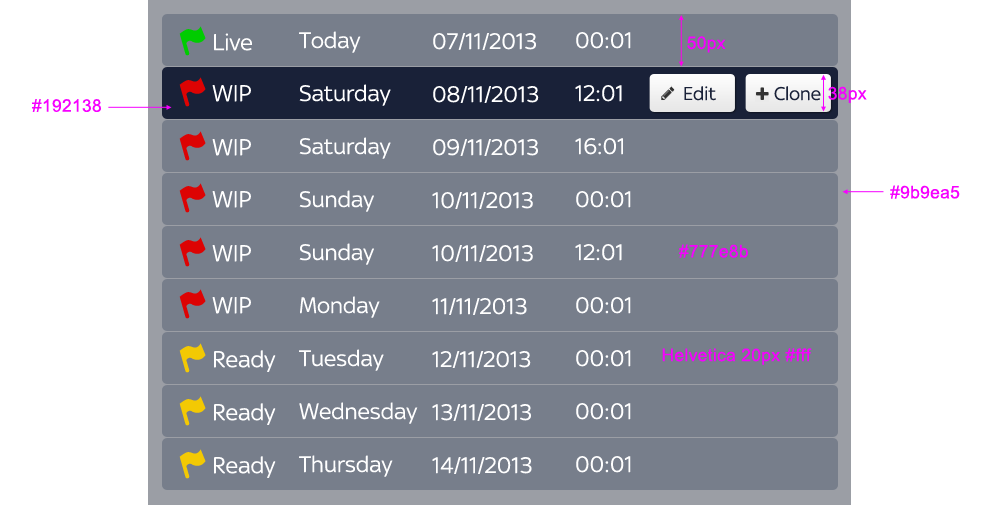 Live Today 07/11/2013 00:01 50px
#192138 WIP Saturday 08/11/2013 12:01 Edit Clone 38px
WIP Saturday 09/11/2013 16:01
WIP Sunday 10/11/2013 00:01 #9b9ea5
WIP Sunday 10/11/2013 12:01 #777e8b
WIP Monday 11/11/2013 00:01
Ready Tuesday 12/11/2013 00:01 Helvetica 20px #fff
Ready Wednesday 13/11/2013 00:01
Ready Thursday 14/11/2013 00:01